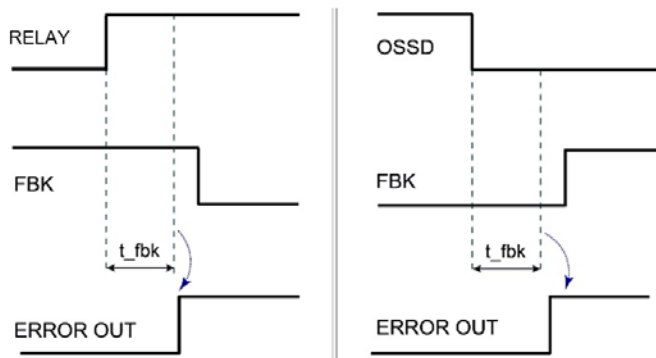 RELAY
FBK
t_fbk
ERROR OUT
OSSD
FBK
t_fbk
ERROR OUT